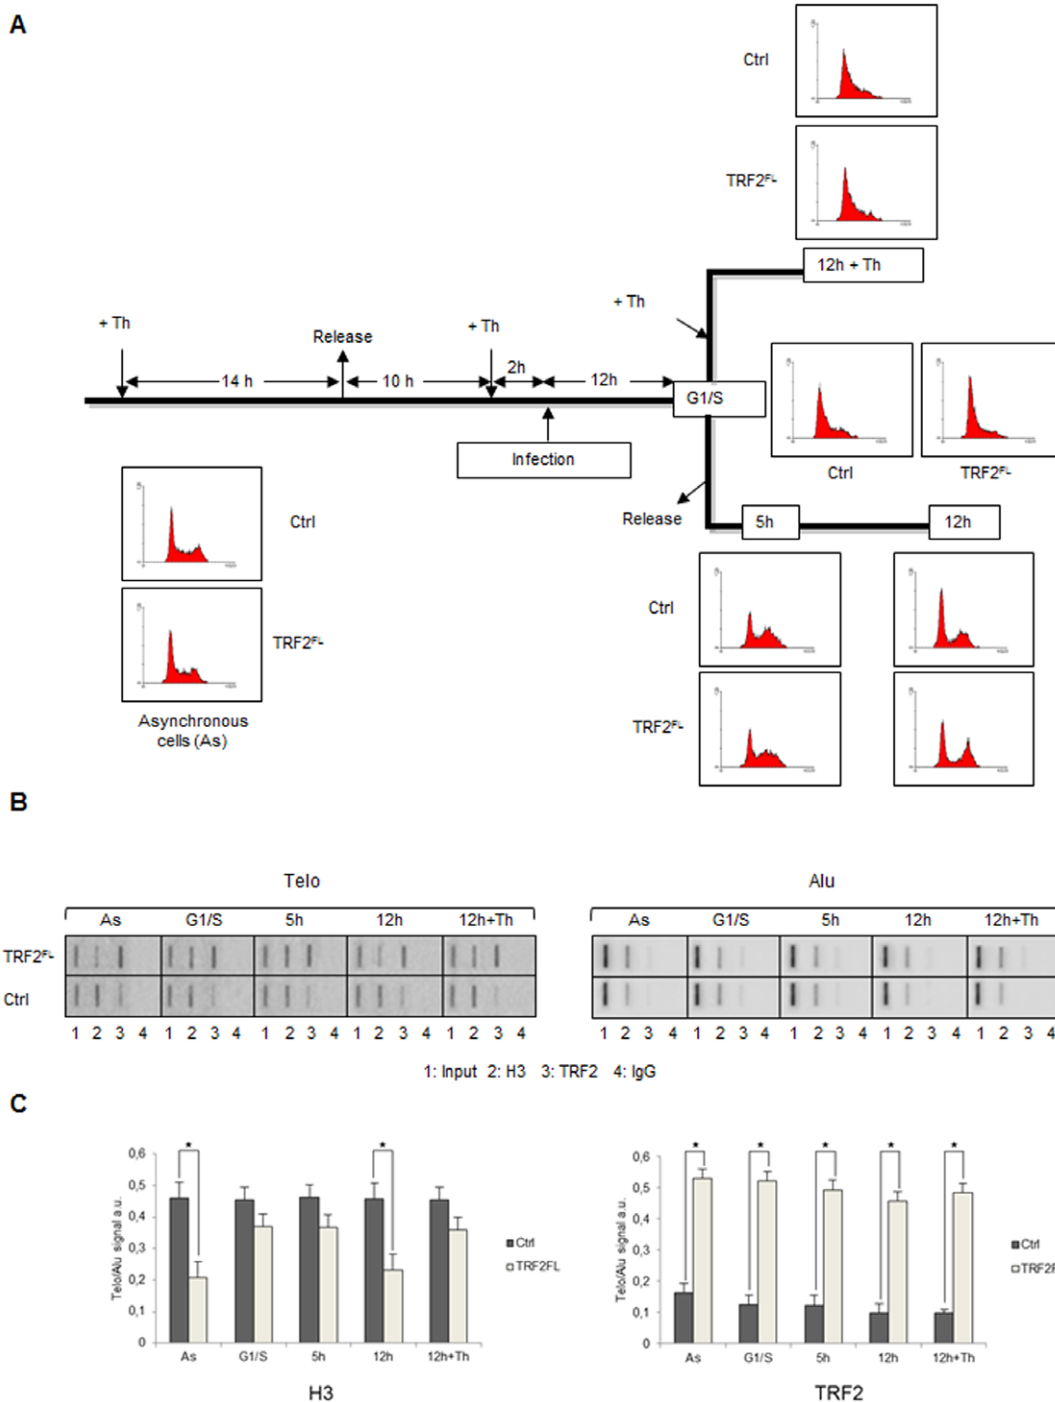 A
Ctrl
TRF2FL
12h + Th
+ Th
Release
+ Th
+ Th
14 h
10 h
2h
12h
G1/S
Infection
Ctrl
TRF2FL
Release
5h
12h
Ctrl
TRF2FL
Asynchronous
cells (As)
Ctrl
TRF2FL
B
Telo
Alu
As G1/S 5h 12h 12h+Th
As G1/S 5h 12h 12h+Th
TRF2FL
Ctrl
1 2 3 4 1 2 3 4 1 2 3 4 1 2 3 4 1 2 3 4
1 2 3 4 1 2 3 4 1 2 3 4 1 2 3 4 1 2 3 4
1: Input 2: H3 3: TRF2 4: IgG
C
Telo/Alu signal a.u.
0,6
0,5
0,4
0,3
0,2
0,1
0
* *
As G1/S 5h 12h 12h+Th
Ctrl
TRF2FL
H3
Telo/Alu signal a.u.
0,6
0,5
0,4
0,3
0,2
0,1
0
* * * * *
As G1/S 5h 12h 12h+Th
Ctrl
TRF2F
TRF2